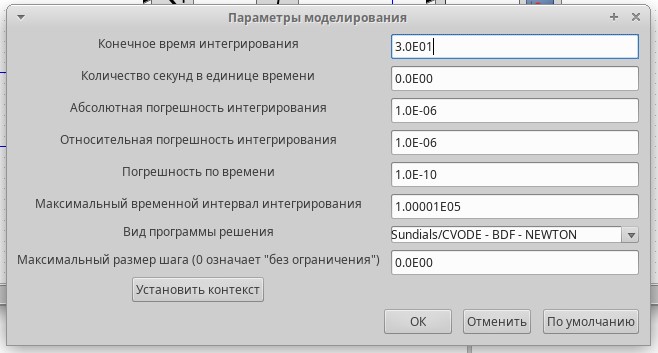 Параметры моделирования
Конечное время интегрирования 3.0E01
Количество секунд в единице времени 0.0E00
Абсолютная погрешность интегрирования 1.0E-06
Относительная погрешность интегрирования 1.0E-06
Погрешность по времени 1.0E-10
Максимальный временной интервал интегрирования 1.00001E05
Вид программы решения Sundials/CVODE - BDF - NEWTON
Максимальный размер шага (0 означает "без ограничения") 0.0E00
Установить контекст
ОК Отменить По умолчанию